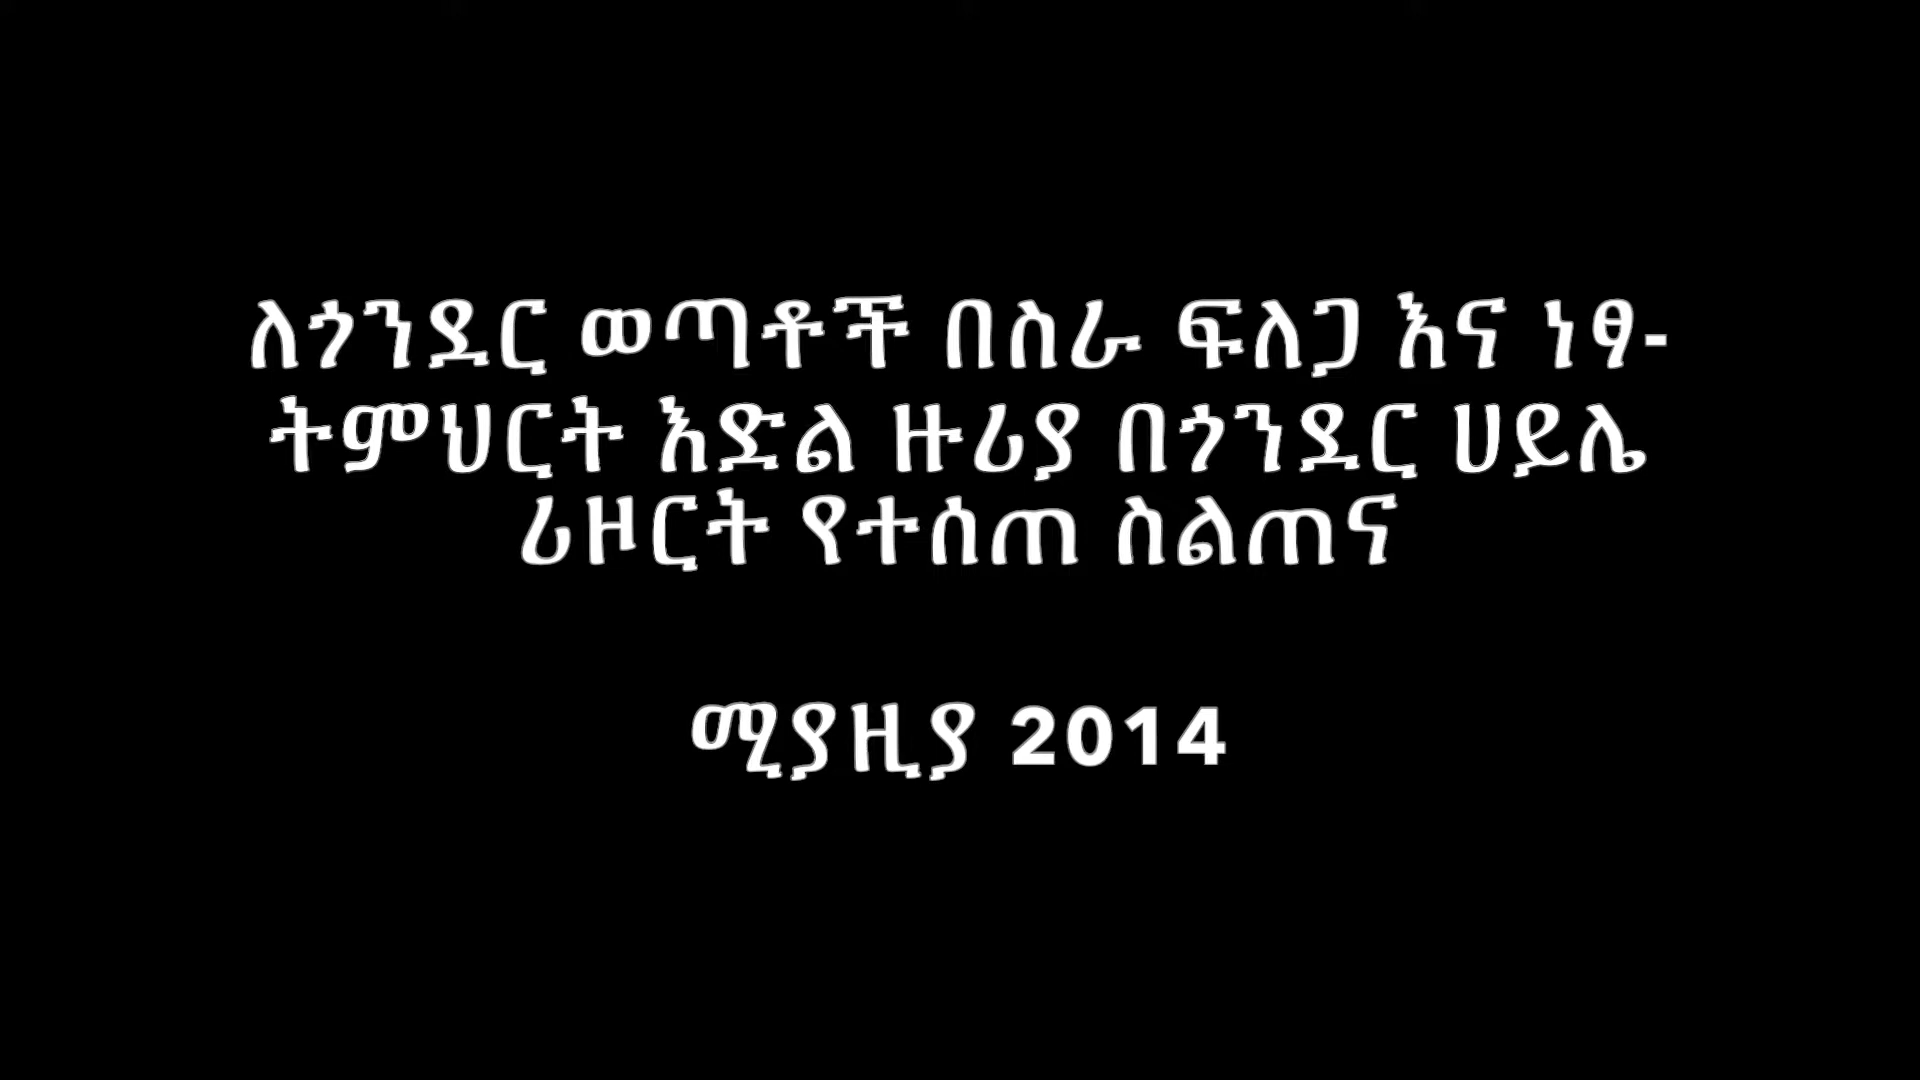 ለጎንደር ወጣቶች በስራ ፍለጋ እና ነፃ-
ትምህርት እድል ዙሪያ በጎንደር ሀይሌ
ሪዞርት የተሰጠ ስልጠና
ሚያዚያ 2014